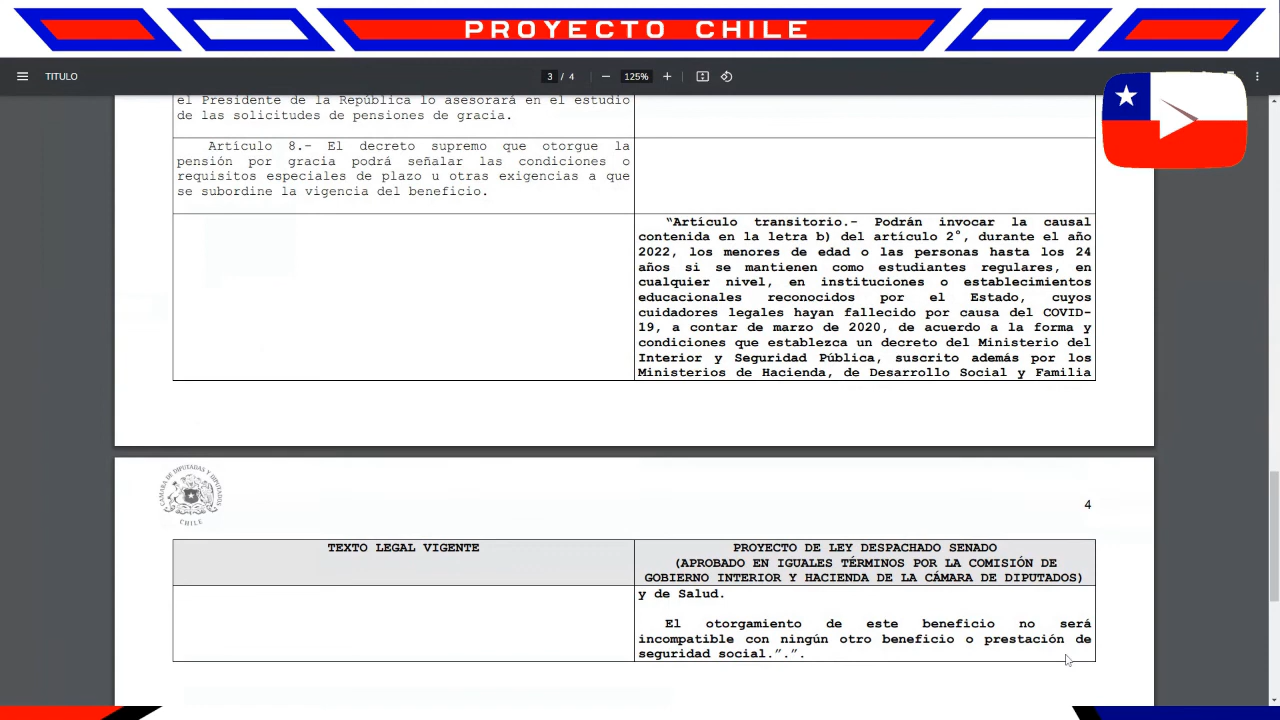 PROYECTO CHILE
TITULO
3 / 4
125%
el Presidente de la República lo asesorará en el estudio
de las solicitudes de pensiones de gracia.
Artículo 8.- El decreto supremo que otorgue la
pensión por gracia podrá señalar las condiciones o
requisitos especiales de plazo u otras exigencias a que
se subordine la vigencia del beneficio.
“Artículo transitorio.- Podrán invocar la causal
contenida en la letra b) del artículo 2°, durante el año
2022, los menores de edad o las personas hasta los 24
años si se mantienen como estudiantes regulares, en
cualquier nivel, en instituciones o establecimientos
educacionales reconocidos por el Estado, cuyos
cuidadores legales hayan fallecido por causa del COVID-
19, a contar de marzo de 2020, de acuerdo a la forma y
condiciones que establezca un decreto del Ministerio del
Interior y Seguridad Pública, suscrito además por los
Ministerios de Hacienda, de Desarrollo Social y Familia
CÁMARA DE DIPUTADAS Y DIPUTADOS
CHILE
4
TEXTO LEGAL VIGENTE
PROYECTO DE LEY DESPACHADO SENADO
(APROBADO EN IGUALES TÉRMINOS POR LA COMISIÓN DE
GOBIERNO INTERIOR Y HACIENDA DE LA CÁMARA DE DIPUTADOS)
y de Salud.
El otorgamiento de este beneficio no será
incompatible con ningún otro beneficio o prestación de
seguridad social.”.”.